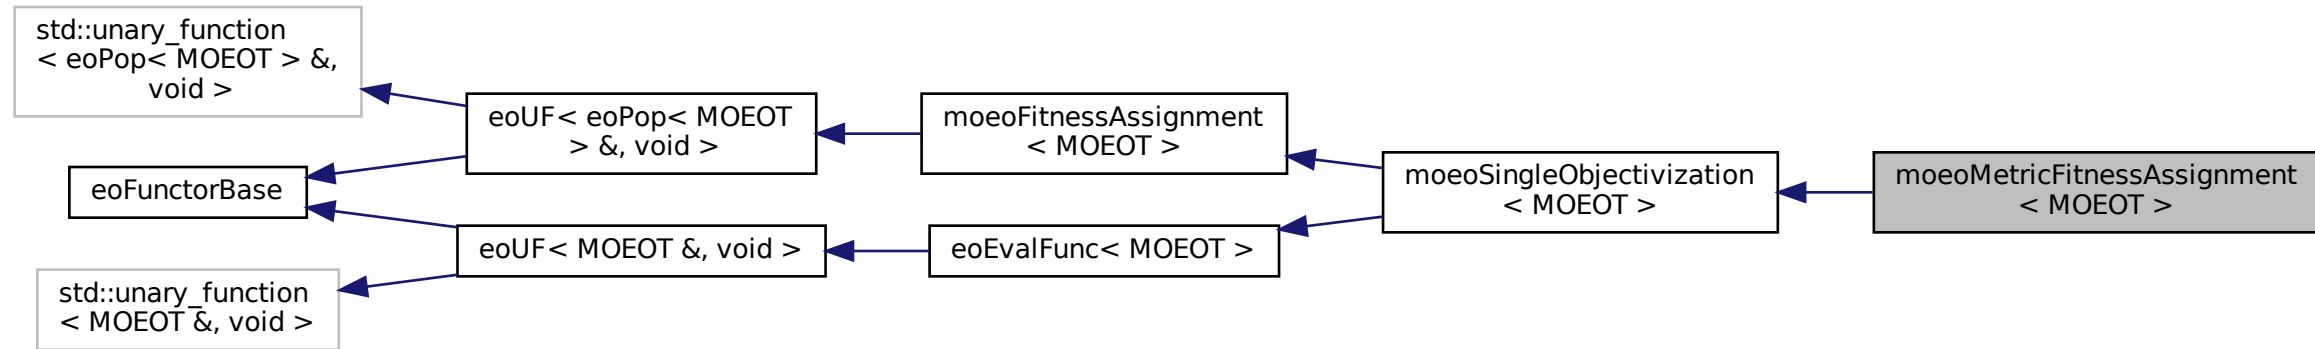 std::unary_function
< eoPop< MOEOT > &,
void >
eoFunctorBase
std::unary_function
< MOEOT &, void >
eoUF< eoPop< MOEOT
> &, void >
eoUF< MOEOT &, void >
moeoFitnessAssignment
< MOEOT >
eoEvalFunc< MOEOT >
moeoSingleObjectivization
< MOEOT >
moeoMetricFitnessAssignment
< MOEOT >